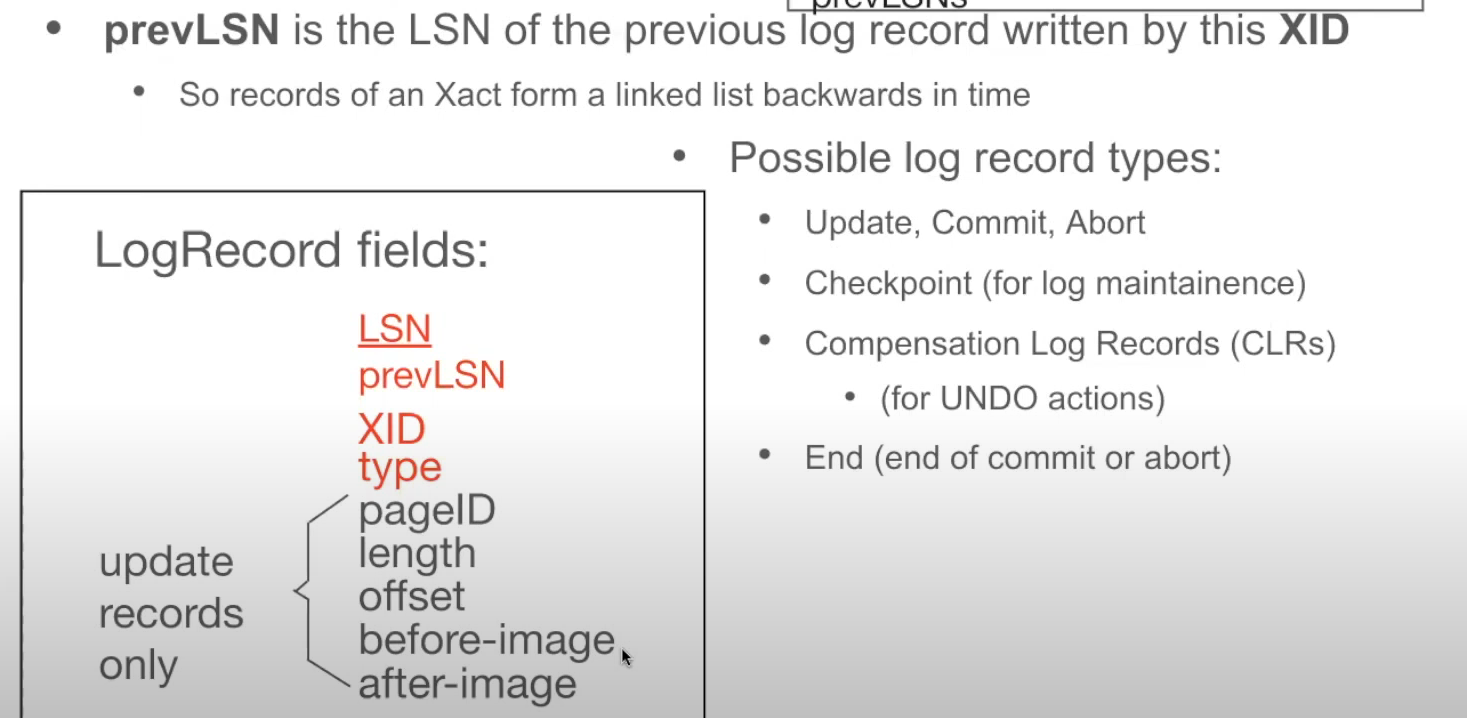 prevLSNs
prevLSN is the LSN of the previous log record written by this XID
So records of an Xact form a linked list backwards in time
Possible log record types:
Update, Commit, Abort
Checkpoint (for log maintainence)
Compensation Log Records (CLRs)
(for UNDO actions)
End (end of commit or abort)
LogRecord fields:
LSN
prevLSN
XID
type
pageID
length
offset
before-image
after-image
update
records
only